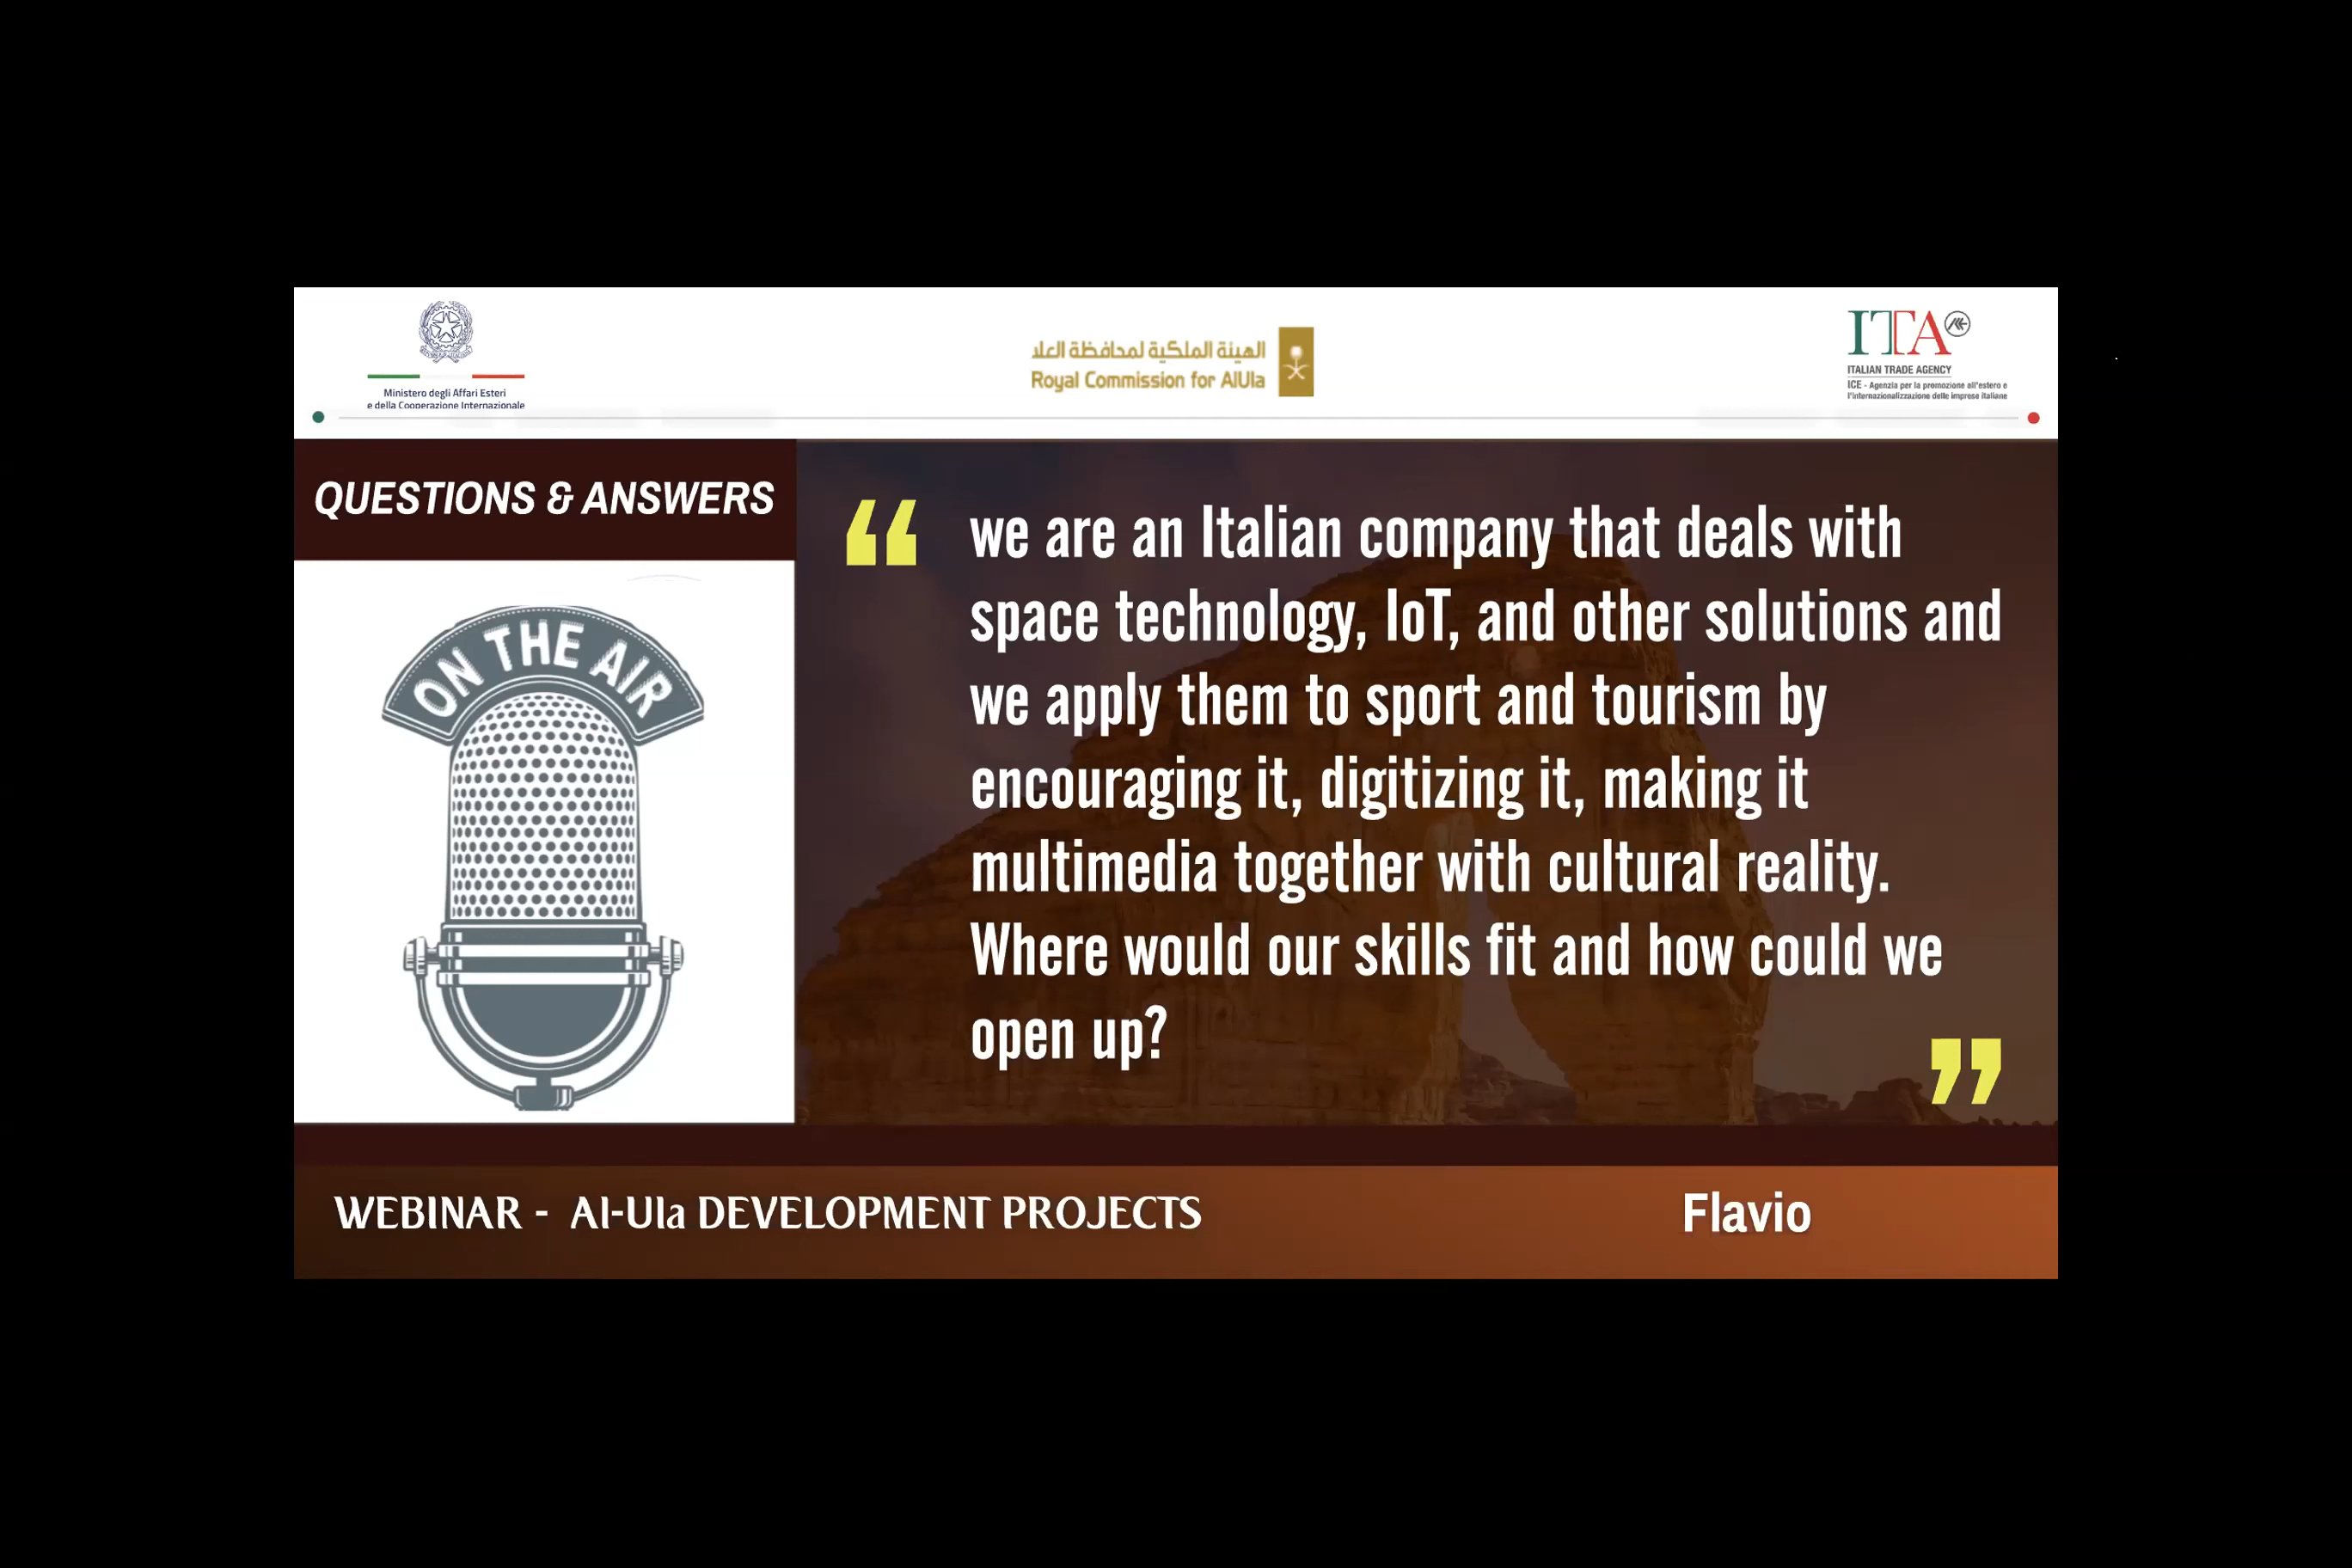 Ministero degli Affari Esteri
e della Cooperazione Internazionale
الهيئة الملكية لمحافظة العلا
Royal Commission for AlUla
ITA
ITALIAN TRADE AGENCY
ICE - Agenzia per la promozione all'estero e
l'internazionalizzazione delle imprese italiane
QUESTIONS & ANSWERS
ON THE AIR
“ we are an Italian company that deals with
space technology, IoT, and other solutions and
we apply them to sport and tourism by
encouraging it, digitizing it, making it
multimedia together with cultural reality.
Where would our skills fit and how could we
open up? ”
WEBINAR - Al-Ula DEVELOPMENT PROJECTS
Flavio